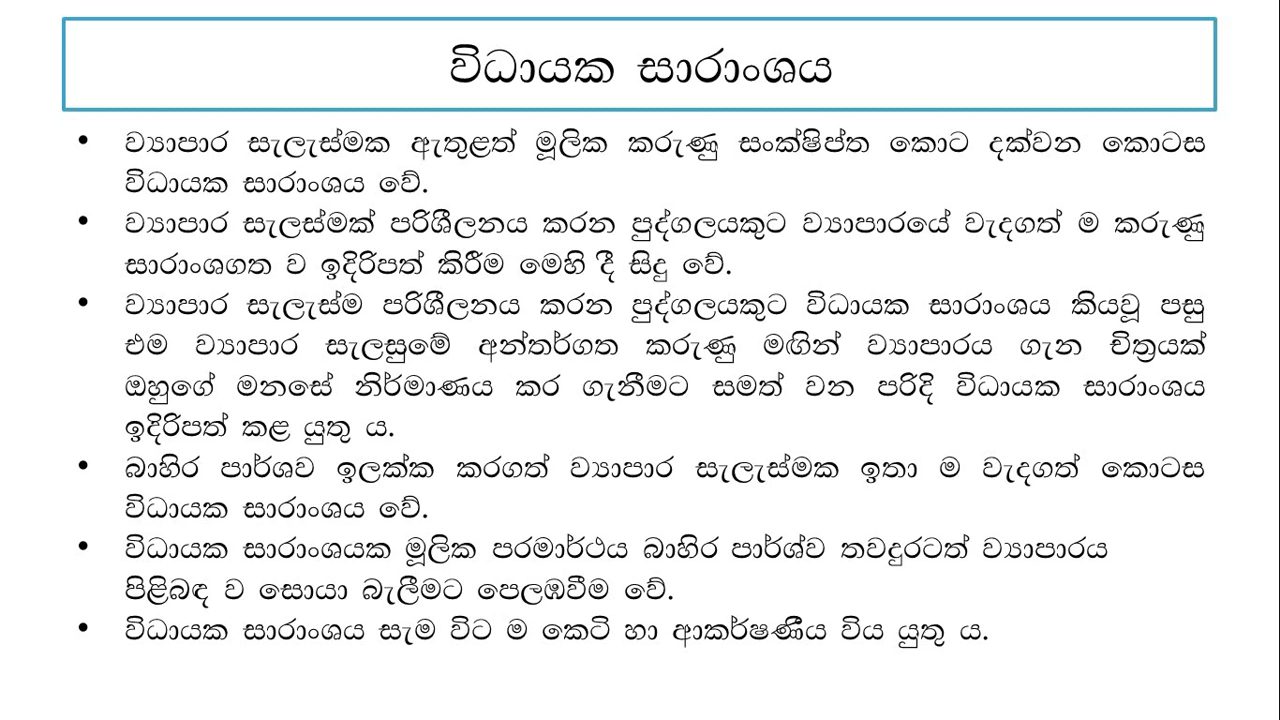 විධායක සාරාංශය
• ව්‍යාපාර සැලැස්මක ඇතුළත් මූලික කරුණු සංක්ෂිප්ත කොට දක්වන කොටස
විධායක සාරාංශය වේ.
• ව්‍යාපාර සැලස්මක් පරිශීලනය කරන පුද්ගලයකුට ව්‍යාපාරයේ වැදගත් ම කරුණු
සාරාංශගත ව ඉදිරිපත් කිරීම මෙහි දී සිදු වේ.
• ව්‍යාපාර සැලැස්ම පරිශීලනය කරන පුද්ගලයකුට විධායක සාරාංශය කියවූ පසු
එම ව්‍යාපාර සැලසුමේ අන්තර්ගත කරුණු මඟින් ව්‍යාපාරය ගැන චිත්‍රයක්
ඔහුගේ මනසේ නිර්මාණය කර ගැනීමට සමත් වන පරිදි විධායක සාරාංශය
ඉදිරිපත් කළ යුතු ය.
• බාහිර පාර්ශව ඉලක්ක කරගත් ව්‍යාපාර සැලැස්මක ඉතා ම වැදගත් කොටස
විධායක සාරාංශය වේ.
• විධායක සාරාංශයක මූලික පරමාර්ථය බාහිර පාර්ශ්ව තවදුරටත් ව්‍යාපාරය
පිළිබඳ ව සොයා බැලීමට පෙලඹවීම වේ.
• විධායක සාරාංශය සැම විට ම කෙටි හා ආකර්ෂණීය විය යුතු ය.